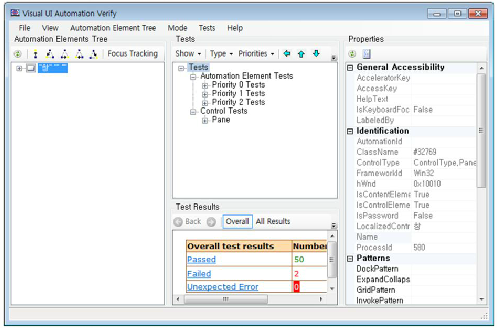 Visual UI Automation Verify
File View Automation Element Tree Mode Tests Help
Automation Elements Tree
Focus Tracking
Tests
Show Type Priorities
Tests
Automation Element Tests
Priority 0 Tests
Priority 1 Tests
Priority 2 Tests
Control Tests
Pane
Test Results
Back Overall All Results
Overall test results Number
Passed 50
Failed 2
Unexpected Error 0
Properties
General Accessibility
AcceleratorKey
AccessKey
HelpText
IsKeyboardFoc False
LabeledBy
Identification
AutomationId
ClassName #32769
ControlType ControlType,Pane
FrameworkId Win32
hWnd 0x10010
IsContentEleme True
IsControlEleme True
IsPassword False
LocalizedContr 창
Name
ProcessId 580
Patterns
DockPattern
ExpandCollaps
GridPattern
InvokePattern